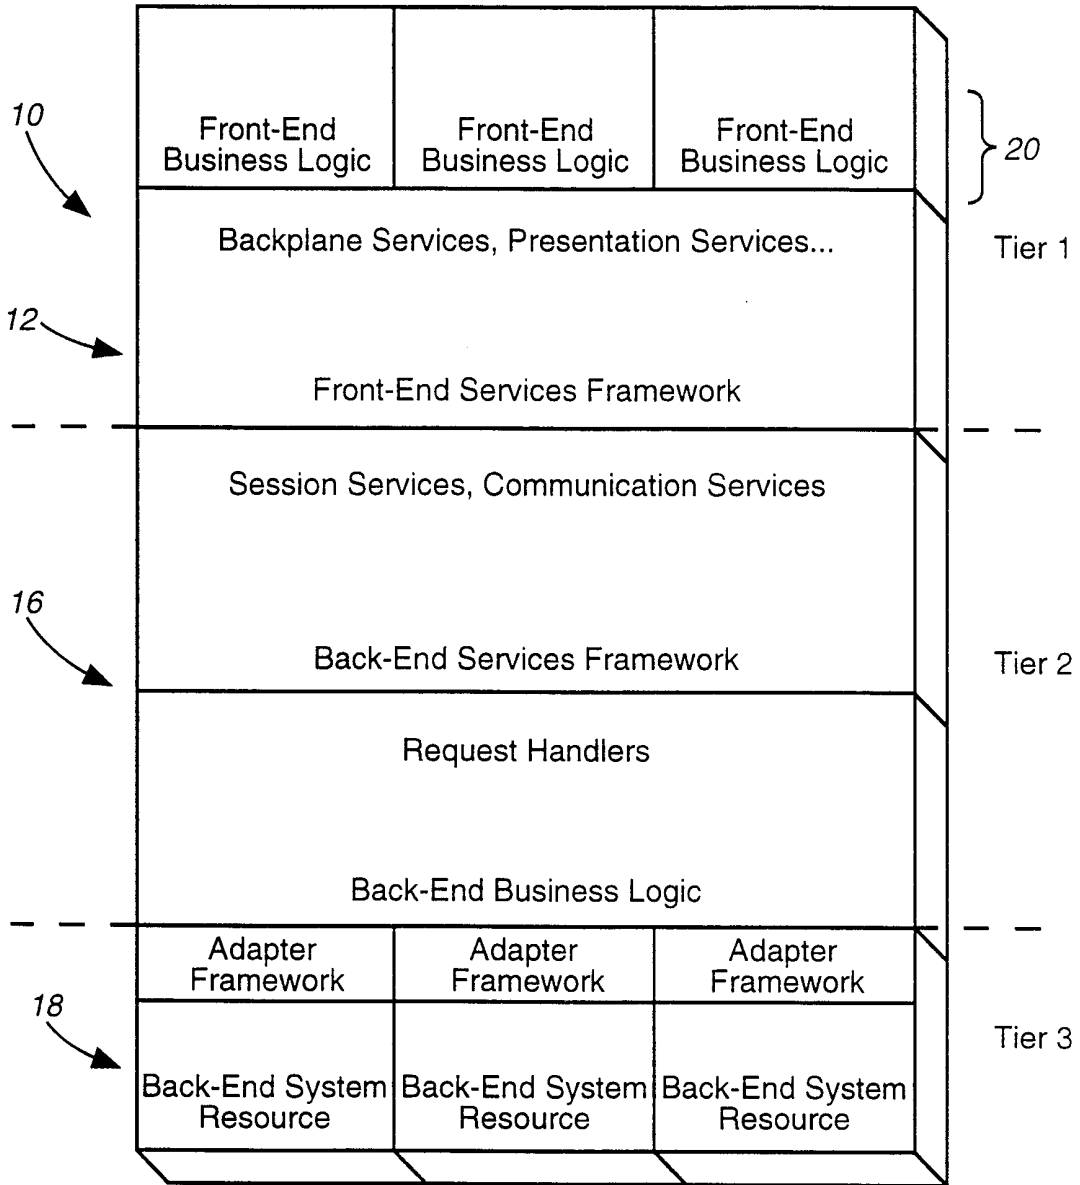 10
Front-End
Business Logic
Front-End
Business Logic
Front-End
Business Logic
20
Backplane Services, Presentation Services...
Tier 1
12
Front-End Services Framework
Session Services, Communication Services
16
Back-End Services Framework
Tier 2
Request Handlers
Back-End Business Logic
Adapter
Framework
Adapter
Framework
Adapter
Framework
18
Tier 3
Back-End System
Resource
Back-End System
Resource
Back-End System
Resource